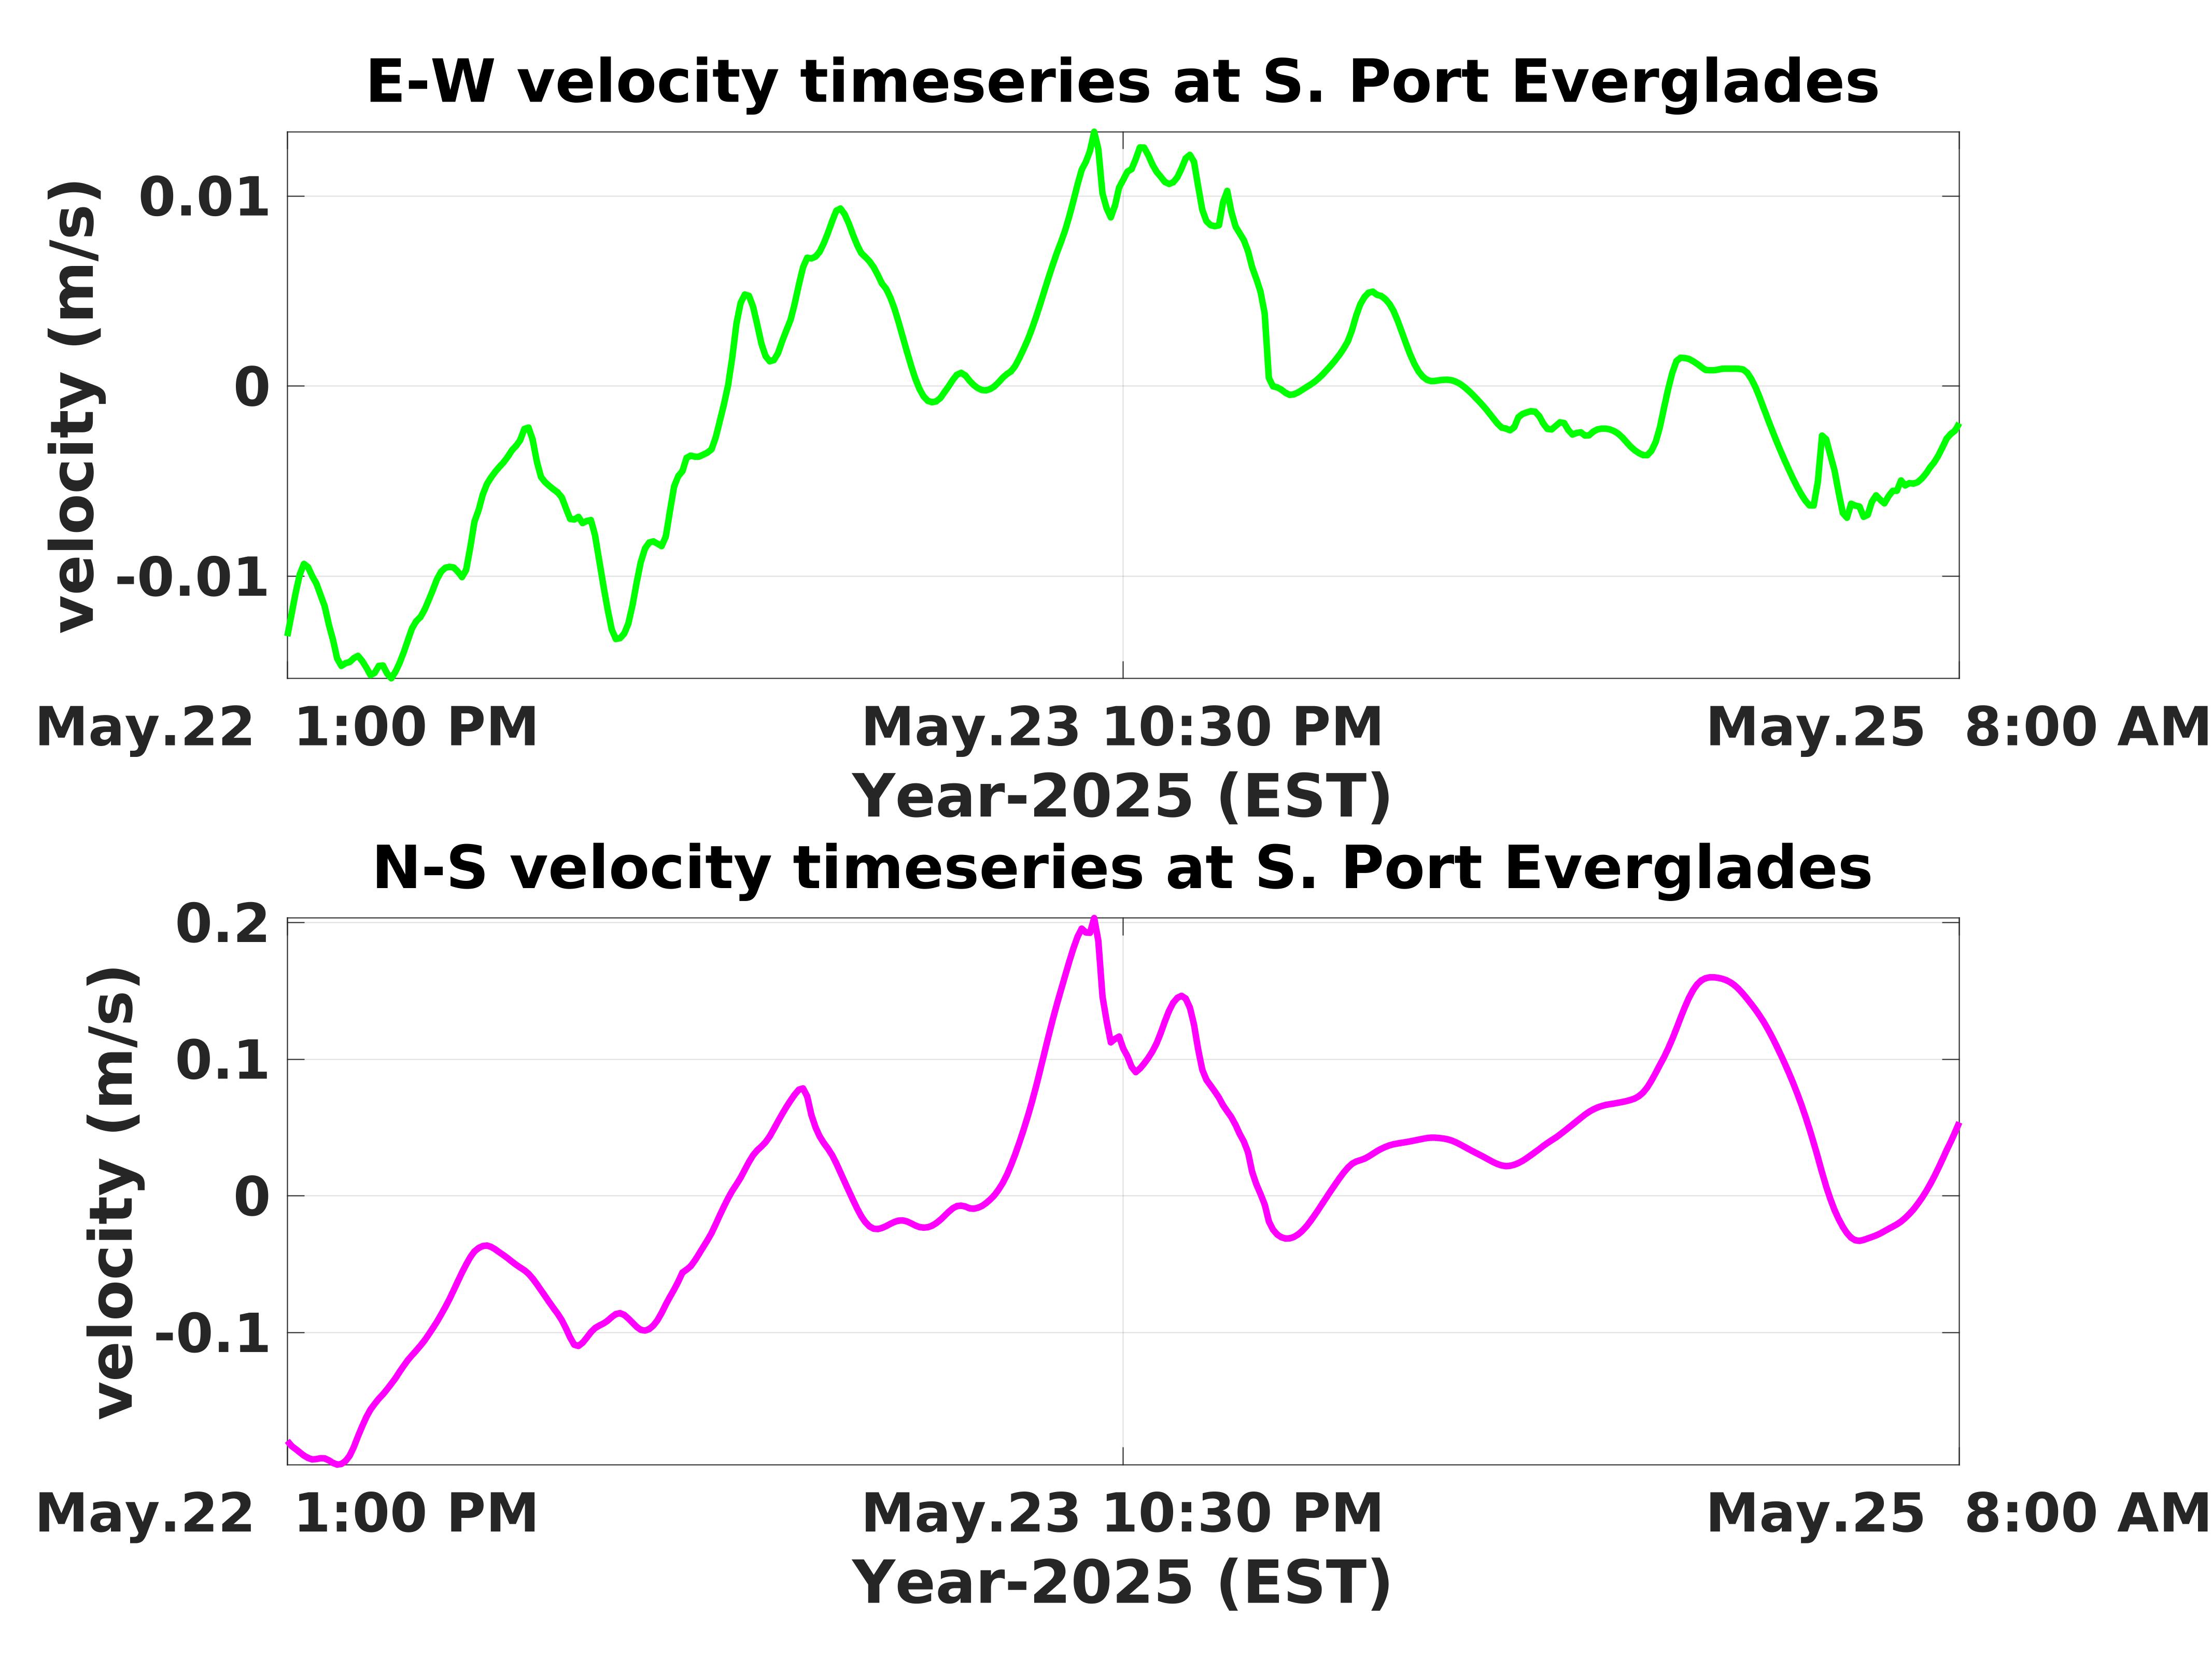 E-W velocity timeseries at S. Port Everglades
velocity (m/s)
0.01
0
-0.01
May.22  1:00 PM
May.23 10:30 PM
May.25  8:00 AM
Year-2025 (EST)
N-S velocity timeseries at S. Port Everglades
velocity (m/s)
0.2
0.1
0
-0.1
May.22  1:00 PM
May.23 10:30 PM
May.25  8:00 AM
Year-2025 (EST)